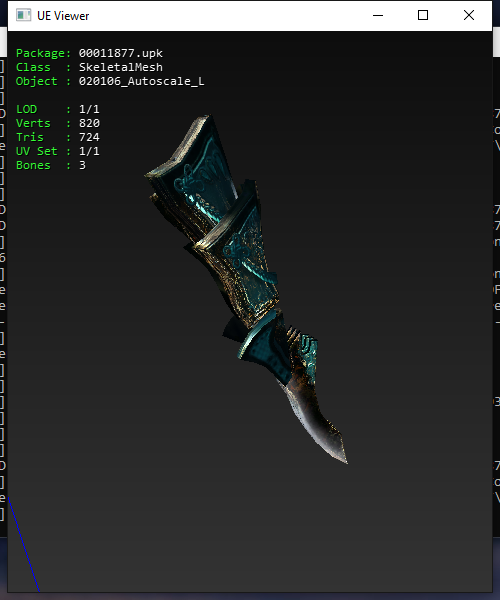 UE Viewer
Package: 00011877.upk
Class : SkeletalMesh
Object : 020106_Autoscale_L
LOD : 1/1
Verts : 820
Tris : 724
UV Set : 1/1
Bones : 3